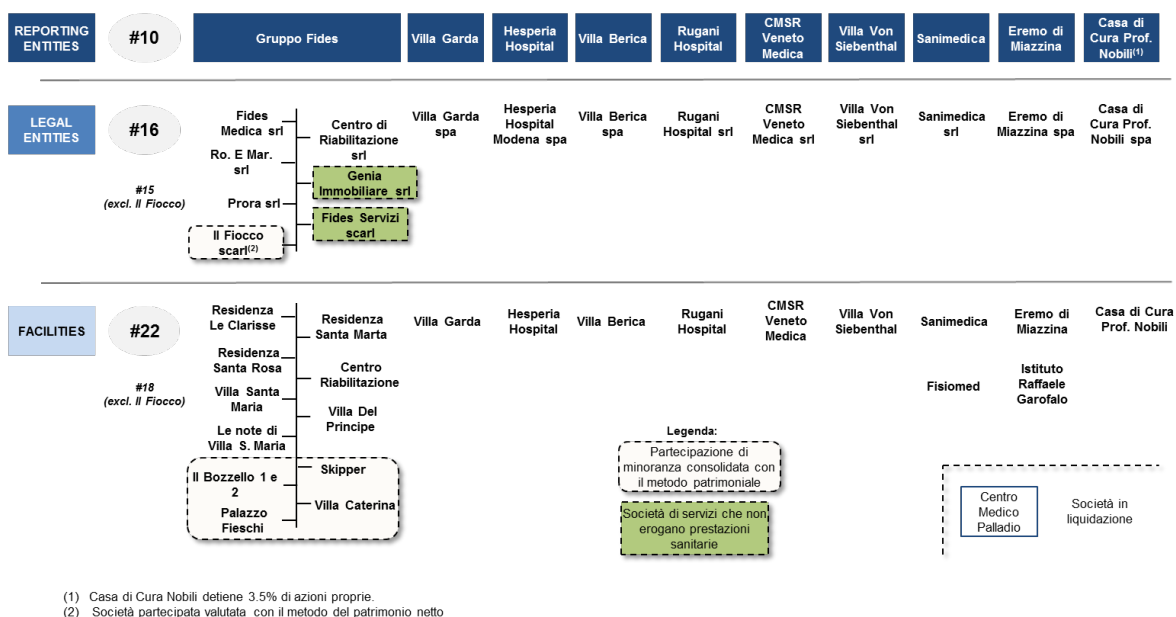 REPORTING
ENTITIES
#10
Gruppo Fides
Villa Garda
Hesperia
Hospital
Villa Berica
Rugani
Hospital
CMSR
Veneto
Medica
Villa Von
Siebenthal
Sanimedica
Eremo di
Miazzina
Casa di
Cura Prof.
Nobili(1)
LEGAL
ENTITIES
#16
#15
(excl. Il Fiocco)
Fides
Medica srl
Centro di
Riabilitazione
srl
Ro. E Mar.
srl
Genia
Immobiliare srl
Prora srl
Fides Servizi
scarl
Il Fiocco
scarl(2)
Villa Garda
spa
Hesperia
Hospital
Modena spa
Villa Berica
spa
Rugani
Hospital srl
CMSR
Veneto
Medica srl
Villa Von
Siebenthal
srl
Sanimedica
srl
Eremo di
Miazzina spa
Casa di
Cura Prof.
Nobili spa
FACILITIES
#22
#18
(excl. Il Fiocco)
Residenza
Le Clarisse
Residenza
Santa Marta
Residenza
Santa Rosa
Centro
Riabilitazione
Villa Santa
Maria
Villa Del
Principe
Le note di
Villa S. Maria
Skipper
Il Bozzello 1 e
2
Villa Caterina
Palazzo
Fieschi
Villa Garda
Hesperia
Hospital
Villa Berica
Rugani
Hospital
CMSR
Veneto
Medica
Villa Von
Siebenthal
Sanimedica
Fisiomed
Eremo di
Miazzina
Istituto
Raffaele
Garofalo
Casa di Cura
Prof. Nobili
Legenda:
Partecipazione di
minoranza consolidata con
il metodo patrimoniale
Società di servizi che non
erogano prestazioni
sanitarie
Centro
Medico
Palladio
Società in
liquidazione
(1) Casa di Cura Nobili detiene 3.5% di azioni proprie.
(2) Società partecipata valutata con il metodo del patrimonio netto